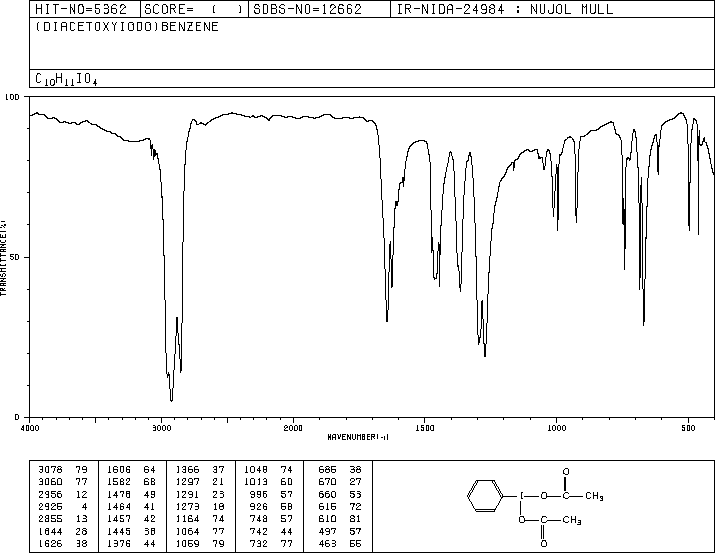 HIT-NO=5362 SCORE= ( ) SDBS-NO=12662 IR-NIDA-24984 : NUJOL MULL
(DIACETOXYIODO)BENZENE
C10H11IO4
100
50
0
TRANSMITTANCE(%)
4000 3000 2000 1500 1000 500
WAVENUMBER(-1)
3078 79 1606 64 1366 37 1048 74 686 38
3060 77 1582 68 1297 21 1013 60 670 27
2956 12 1478 49 1291 23 996 57 660 53
2925 4 1464 41 1273 18 926 58 615 72
2855 13 1457 42 1164 74 748 57 610 81
1644 28 1445 38 1064 77 742 44 497 57
1626 38 1376 44 1059 79 732 77 463 55
O
I O CH3
O CH3
O